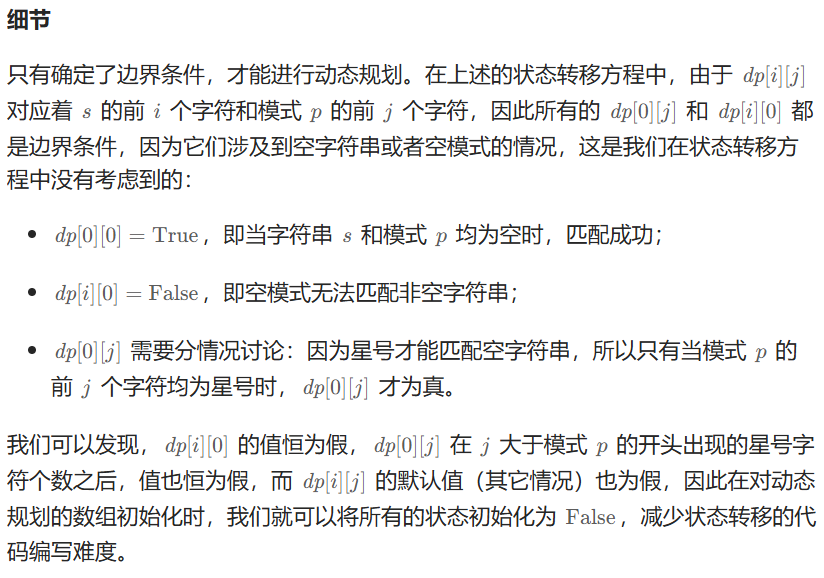 细节
只有确定了边界条件，才能进行动态规划。在上述的状态转移方程中，由于 dp[i][j]
对应着 s 的前 i 个字符和模式 p 的前 j 个字符，因此所有的 dp[0][j] 和 dp[i][0] 都
是边界条件，因为它们涉及到空字符串或者空模式的情况，这是我们在状态转移方
程中没有考虑到的：
• dp[0][0] = True，即当字符串 s 和模式 p 均为空时，匹配成功；
• dp[i][0] = False，即空模式无法匹配非空字符串；
• dp[0][j] 需要分情况讨论：因为星号才能匹配空字符串，所以只有当模式 p 的
前 j 个字符均为星号时，dp[0][j] 才为真。
我们可以发现，dp[i][0] 的值恒为假，dp[0][j] 在 j 大于模式 p 的开头出现的星号字
符个数之后，值也恒为假，而 dp[i][j] 的默认值（其它情况）也为假，因此在对动态
规划的数组初始化时，我们就可以将所有的状态初始化为 False，减少状态转移的代
码编写难度。